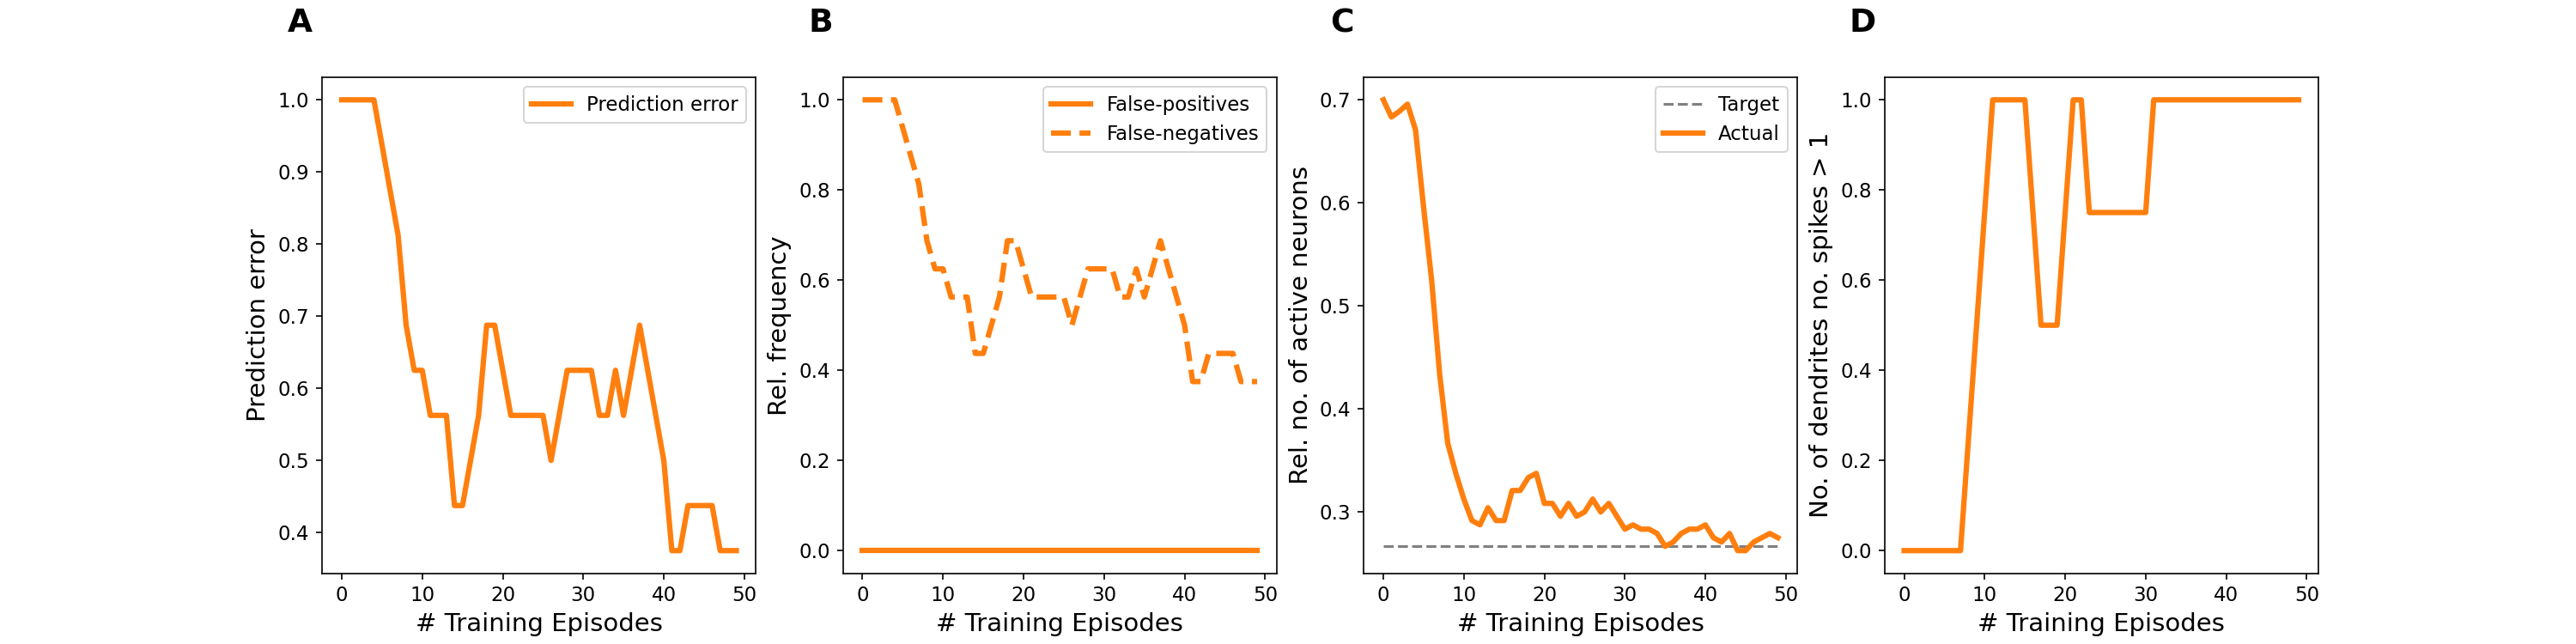 A
B
C
D
Prediction error
1.0
0.9
0.8
0.7
0.6
0.5
0.4
Prediction error
0
10
20
30
40
50
# Training Episodes
False-positives
False-negatives
1.0
0.8
0.6
0.4
0.2
0.0
Rel. frequency
0
10
20
30
40
50
# Training Episodes
Target
Actual
0.7
0.6
0.5
0.4
0.3
Rel. no. of active neurons
0
10
20
30
40
50
# Training Episodes
1.0
0.8
0.6
0.4
0.2
0.0
No. of dendrites no. spikes > 1
0
10
20
30
40
50
# Training Episodes